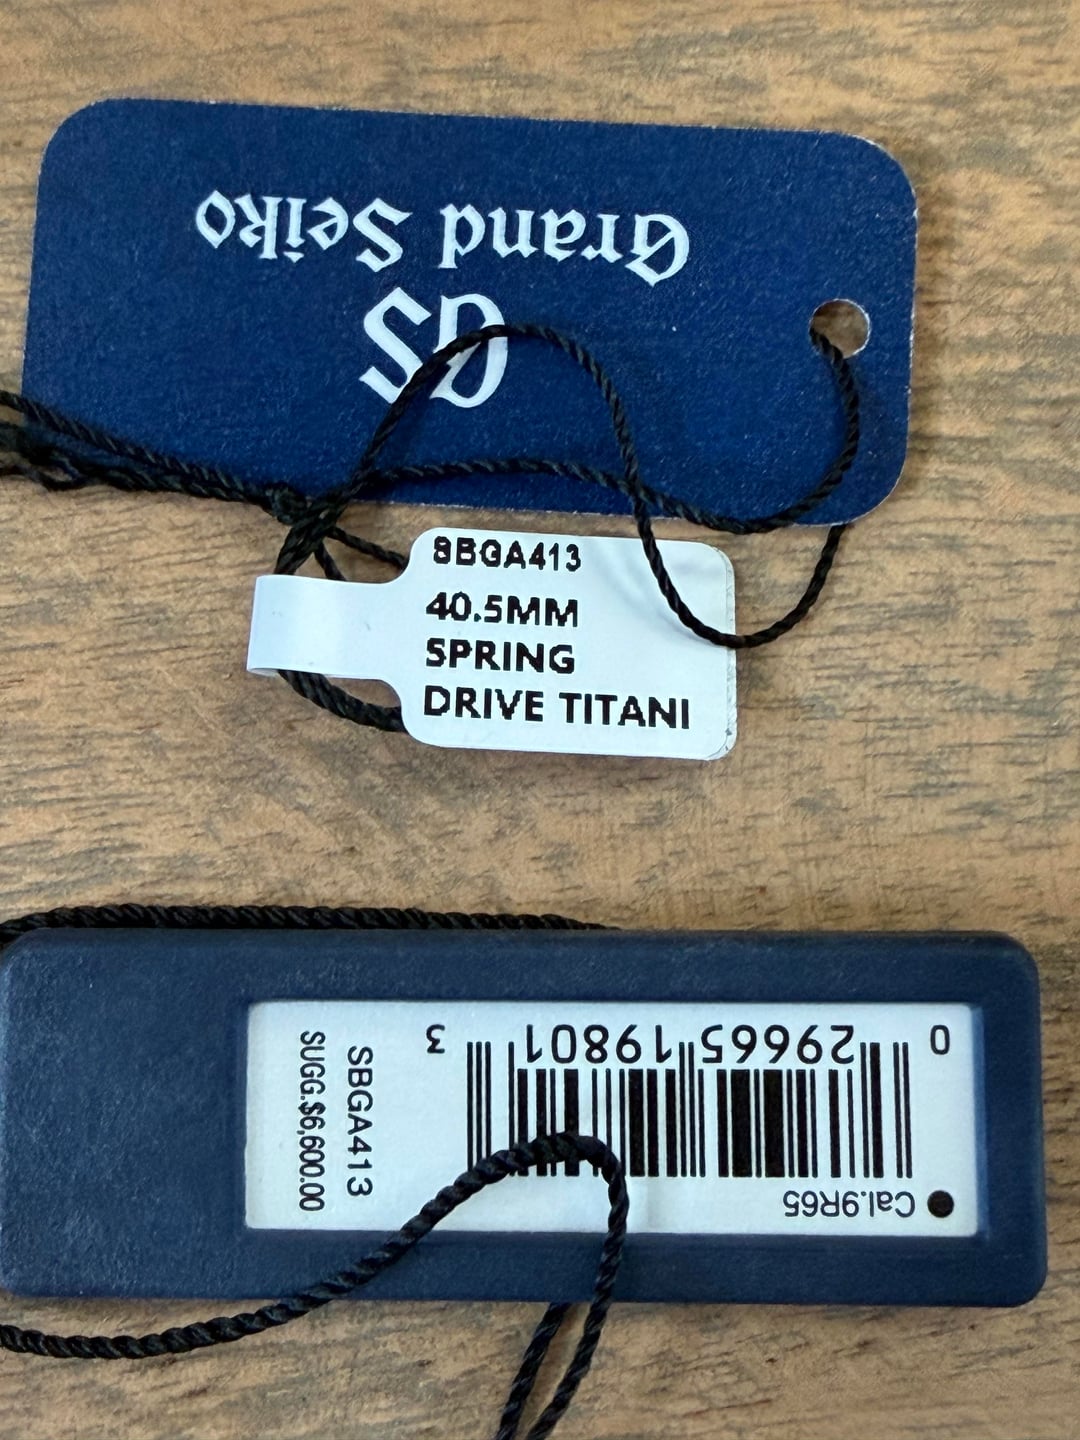 Grand Seiko
GS
SBGA413
40.5MM
SPRING
DRIVE TITANI
Cal.9R65
0 29665 19801 3
SBGA413
SUGG.$6,600.00